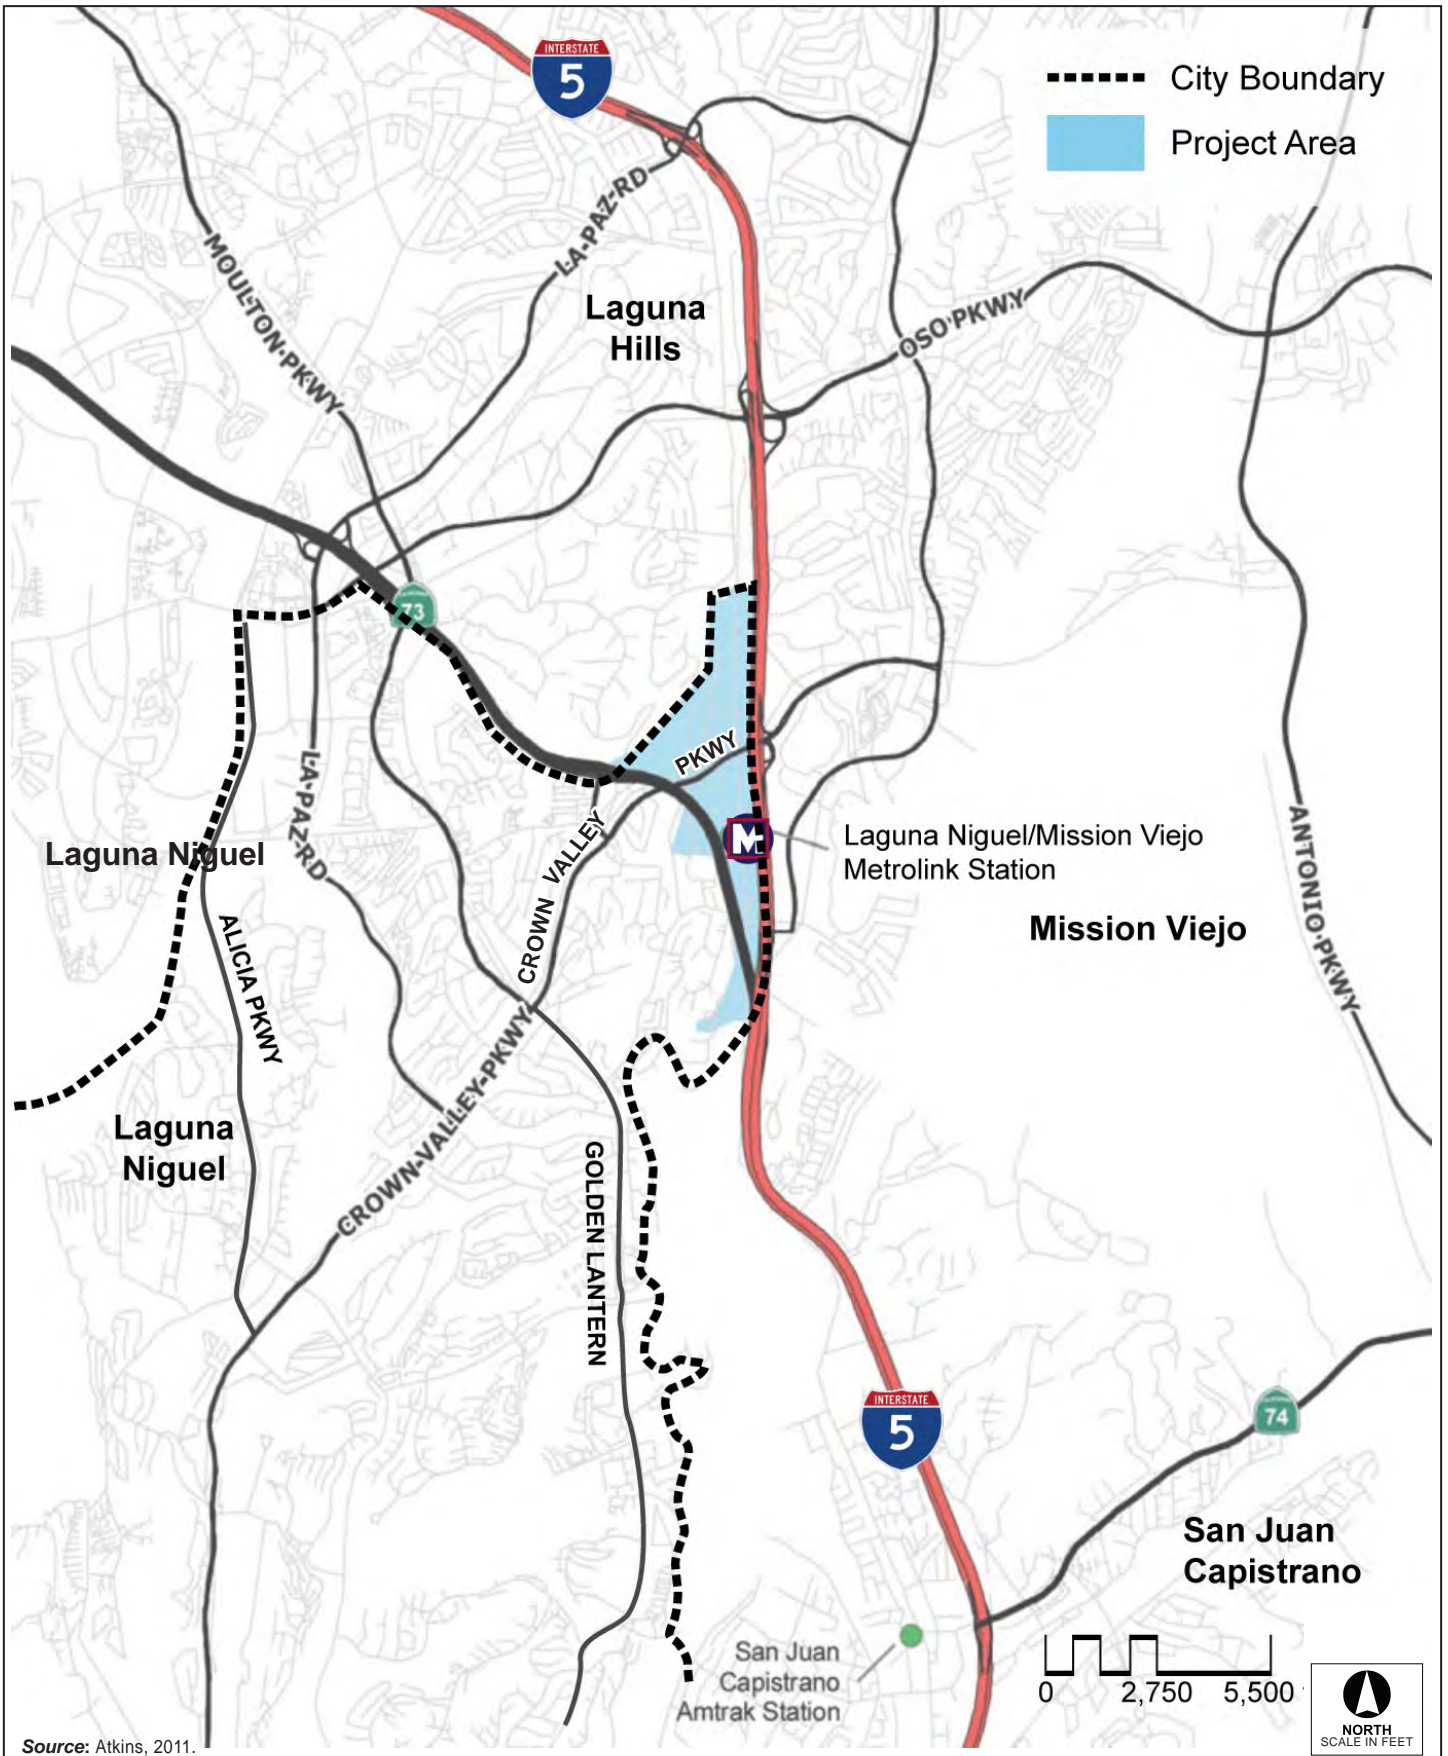 INTERSTATE
5
City Boundary
Project Area
LA-PAZ-RD
MOULTON-PKWY
Laguna
Hills
OSO-PKWY
73
PKWY
LA-PAZ-RD
CROWN VALLEY
Laguna Niguel/Mission Viejo
Metrolink Station
M
Laguna Niguel
ANTONIO-PKWY
ALICIA PKWY
Mission Viejo
CROWN-VALLEY-PKWY
Laguna
Niguel
GOLDEN LANTERN
INTERSTATE
5
74
San Juan
Capistrano
San Juan
Capistrano
Amtrak Station
0 2,750 5,500
NORTH
SCALE IN FEET
Source: Atkins, 2011.